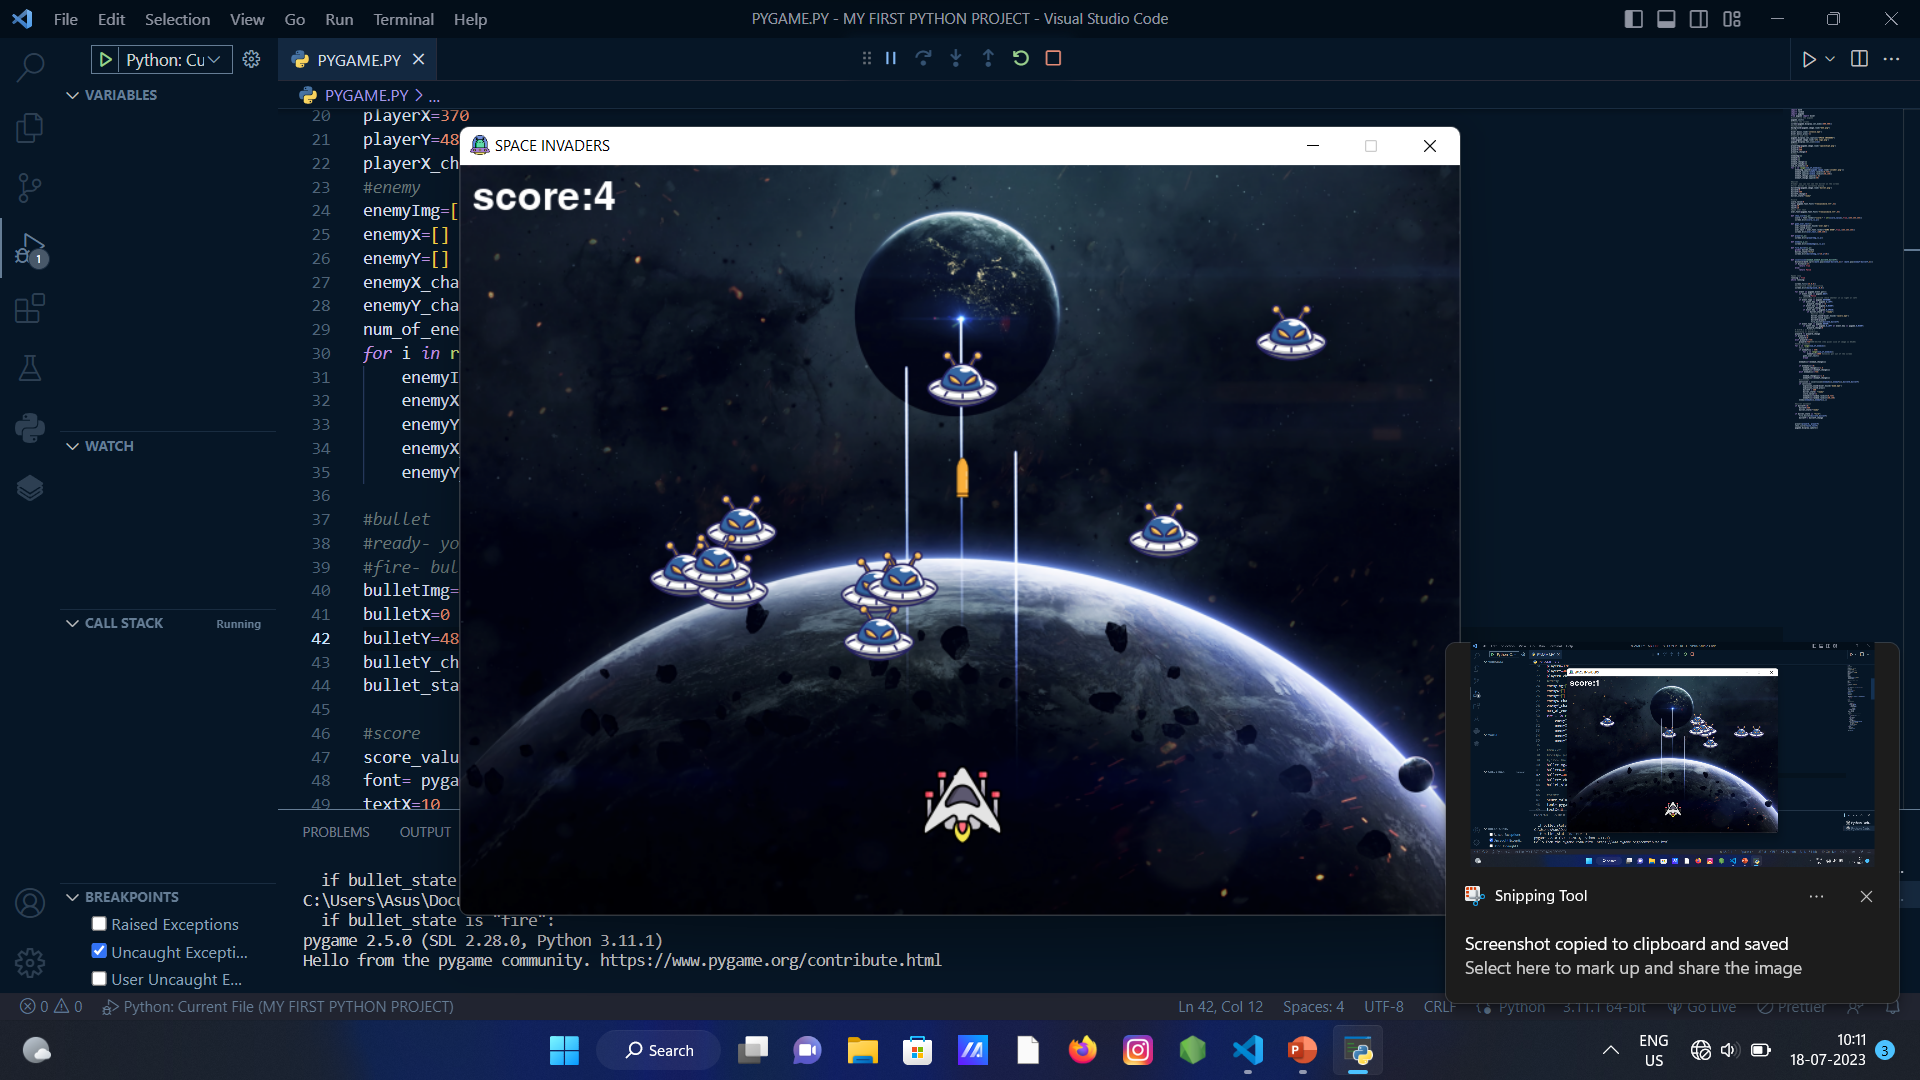 File Edit Selection View Go Run Terminal Help
PYGAME.PY - MY FIRST PYTHON PROJECT - Visual Studio Code
Python: Cu
PYGAME.PY
VARIABLES
PYGAME.PY > ...
20 playerX=370
21 playerY=48
22 playerX_ch
23 #enemy
24 enemyImg=[
25 enemyX=[]
26 enemyY=[]
27 enemyX_cha
28 enemyY_cha
29 num_of_ene
30 for i in r
31 enemyI
32 enemyX
33 enemyY
34 enemyX
35 enemyY
36
37 #bullet
38 #ready- yo
39 #fire- bul
40 bulletImg=
41 bulletX=0
42 bulletY=48
43 bulletY_ch
44 bullet_sta
45
46 #score
47 score_valu
48 font= pyga
49 textX=10
SPACE INVADERS
score:4
1
WATCH
CALL STACK Running
BREAKPOINTS
Raised Exceptions
Uncaught Excepti...
User Uncaught E...
PROBLEMS OUTPUT
if bullet_state
C:\Users\Asus\Docu
if bullet_state is "fire":
pygame 2.5.0 (SDL 2.28.0, Python 3.11.1)
Hello from the pygame community. https://www.pygame.org/contribute.html
score:1
Snipping Tool
Screenshot copied to clipboard and saved
Select here to mark up and share the image
0 0 Python: Current File (MY FIRST PYTHON PROJECT)
Ln 42, Col 12 Spaces: 4 UTF-8 CRLF Python 3.11.1 64-bit Go Live Prettier
Search
ENG
US
10:11
18-07-2023
3